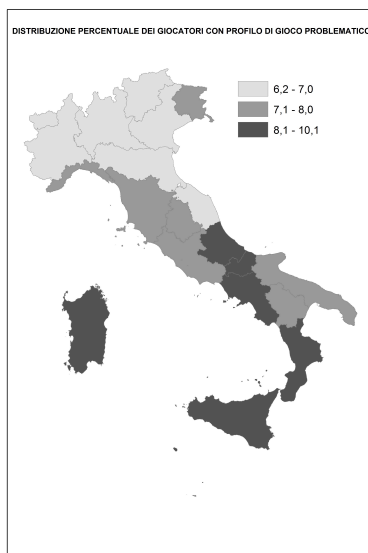 DISTRIBUZIONE PERCENTUALE DEI GIOCATORI CON PROFILO DI GIOCO PROBLEMATICO
6,2 - 7,0
7,1 - 8,0
8,1 - 10,1